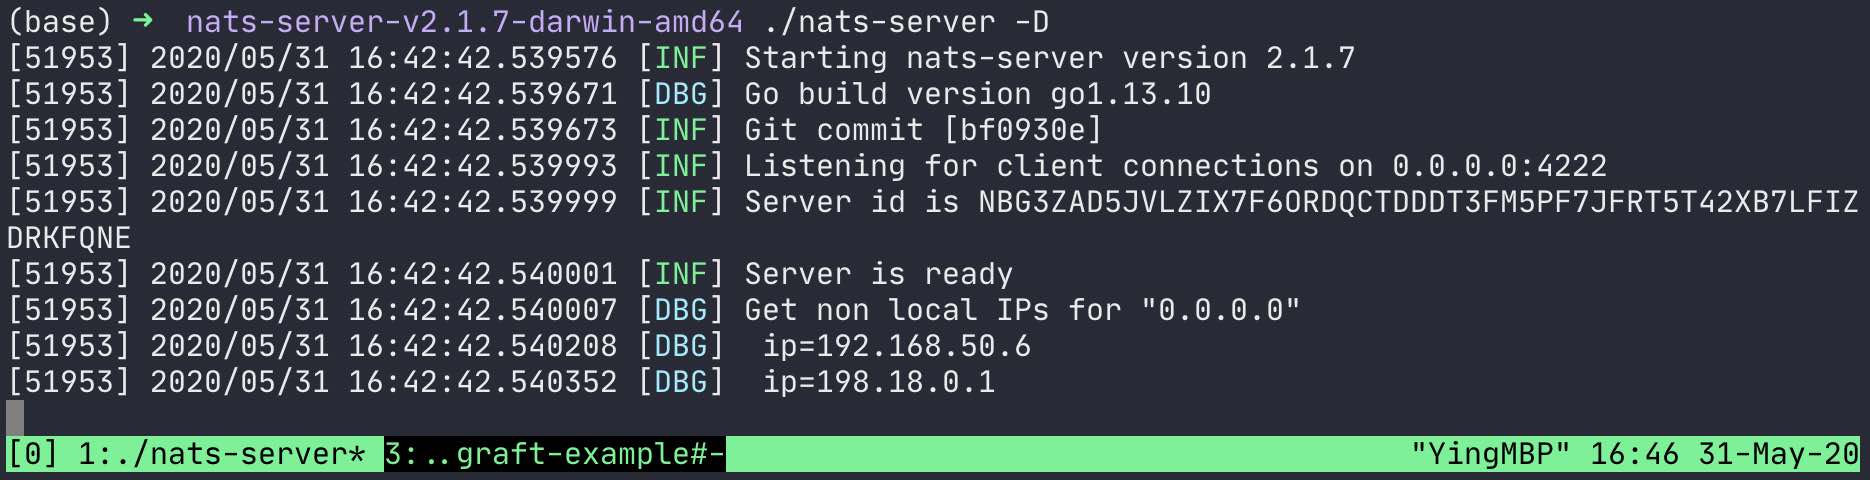 (base) ➜  nats-server-v2.1.7-darwin-amd64 ./nats-server -D
[51953] 2020/05/31 16:42:42.539576 [INF] Starting nats-server version 2.1.7
[51953] 2020/05/31 16:42:42.539671 [DBG] Go build version go1.13.10
[51953] 2020/05/31 16:42:42.539673 [INF] Git commit [bf0930e]
[51953] 2020/05/31 16:42:42.539993 [INF] Listening for client connections on 0.0.0.0:4222
[51953] 2020/05/31 16:42:42.539999 [INF] Server id is NBG3ZAD5JVLZIX7F6ORDQCTDDDT3FM5PF7JFRT5T42XB7LFIZ
DRKFQNE
[51953] 2020/05/31 16:42:42.540001 [INF] Server is ready
[51953] 2020/05/31 16:42:42.540007 [DBG] Get non local IPs for "0.0.0.0"
[51953] 2020/05/31 16:42:42.540208 [DBG]  ip=192.168.50.6
[51953] 2020/05/31 16:42:42.540352 [DBG]  ip=198.18.0.1
[0] 1:./nats-server* 3:..graft-example#- "YingMBP" 16:46 31-May-20